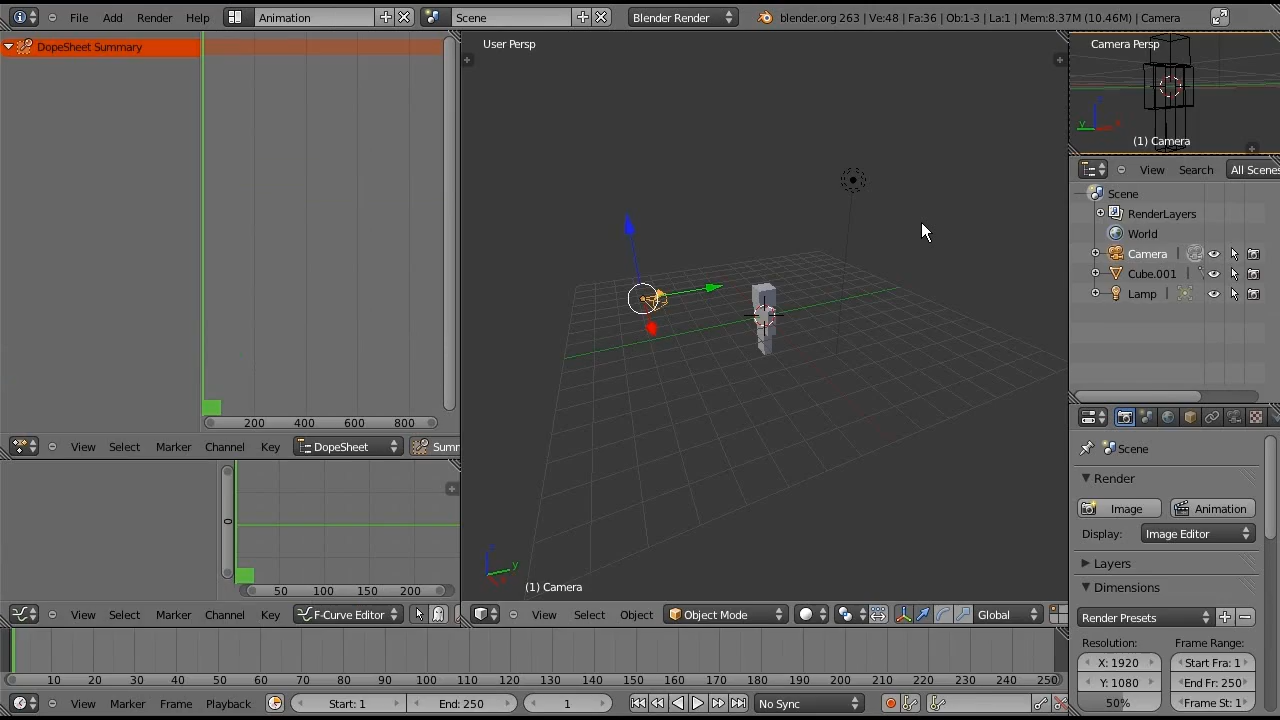 File Add Render Help Animation Scene Blender Render blender.org 263 | Ve:48 | Fa:36 | Ob:1-3 | La:1 | Mem:8.37M (10.46M) | Camera
DopeSheet Summary
User Persp
Camera Persp
y
(1) Camera
View Search All Scenes
Scene
RenderLayers
World
Camera
Cube.001
Lamp
200 400 600 800
View Select Marker Channel Key DopeSheet Summ
Scene
Render
Image Animation
Display: Image Editor
Layers
Dimensions
Render Presets
Resolution: Frame Range:
X: 1920 Start Fra: 1
Y: 1080 End Fr: 250
50% Frame St: 1
0
50 100 150 200
y
(1) Camera
View Select Marker Channel Key F-Curve Editor
View Select Object Object Mode Global
10 20 30 40 50 60 70 80 90 100 110 120 130 140 150 160 170 180 190 200 210 220 230 240 250
View Marker Frame Playback Start: 1 End: 250 1 No Sync